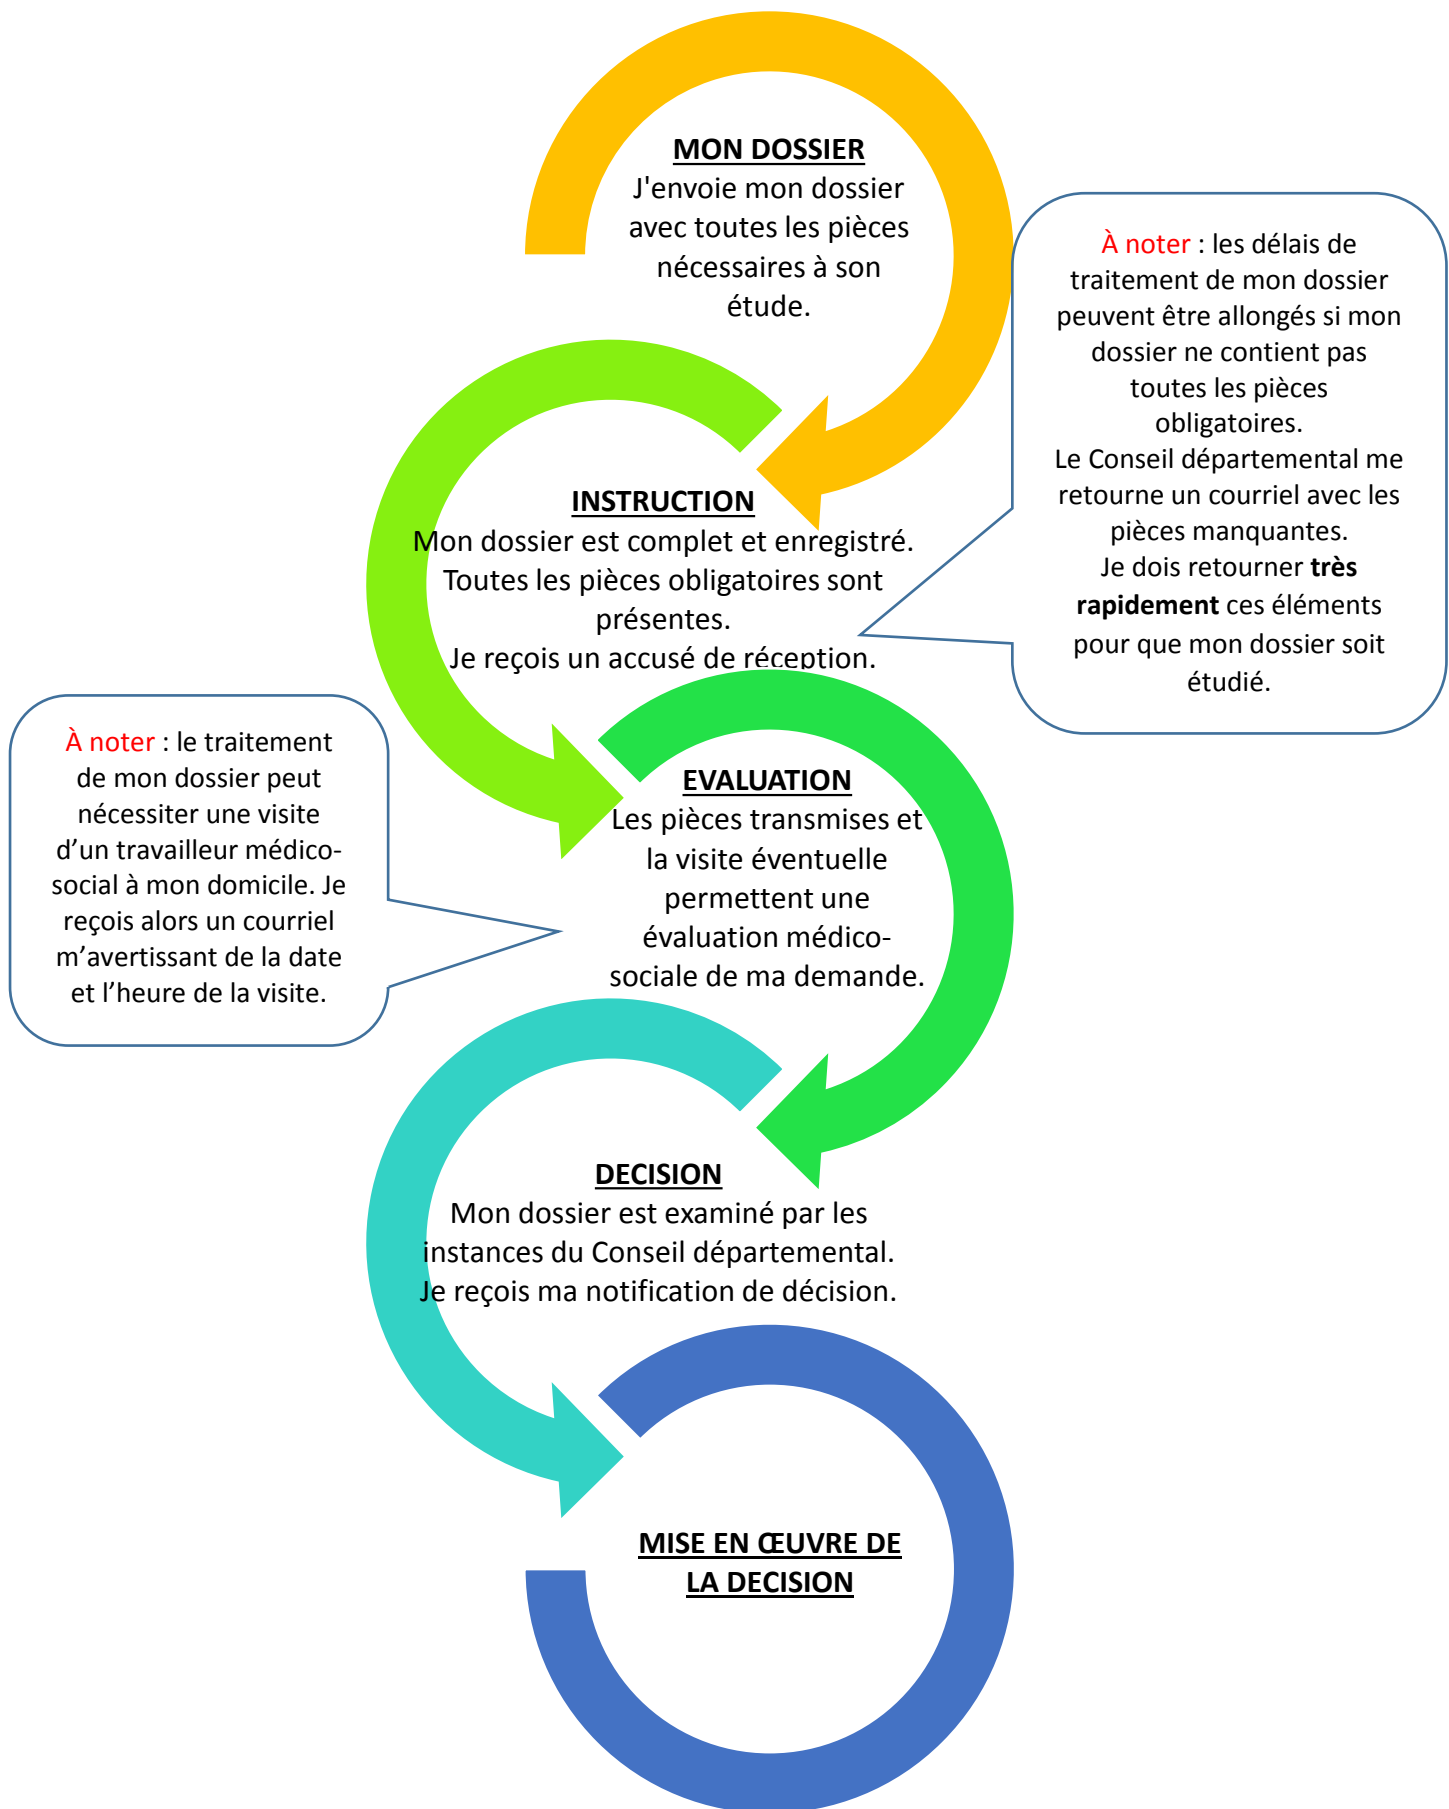 MON DOSSIER
J'envoie mon dossier
avec toutes les pièces
nécessaires à son
étude.
À noter : les délais de
traitement de mon dossier
peuvent être allongés si mon
dossier ne contient pas
toutes les pièces
obligatoires.
Le Conseil départemental me
retourne un courriel avec les
pièces manquantes.
Je dois retourner très
rapidement ces éléments
pour que mon dossier soit
étudié.
INSTRUCTION
Mon dossier est complet et enregistré.
Toutes les pièces obligatoires sont
présentes.
Je reçois un accusé de réception.
À noter : le traitement
de mon dossier peut
nécessiter une visite
d’un travailleur médico-
social à mon domicile. Je
reçois alors un courriel
m’avertissant de la date
et l’heure de la visite.
EVALUATION
Les pièces transmises et
la visite éventuelle
permettent une
évaluation médico-
sociale de ma demande.
DECISION
Mon dossier est examiné par les
instances du Conseil départemental.
Je reçois ma notification de décision.
MISE EN ŒUVRE DE
LA DECISION